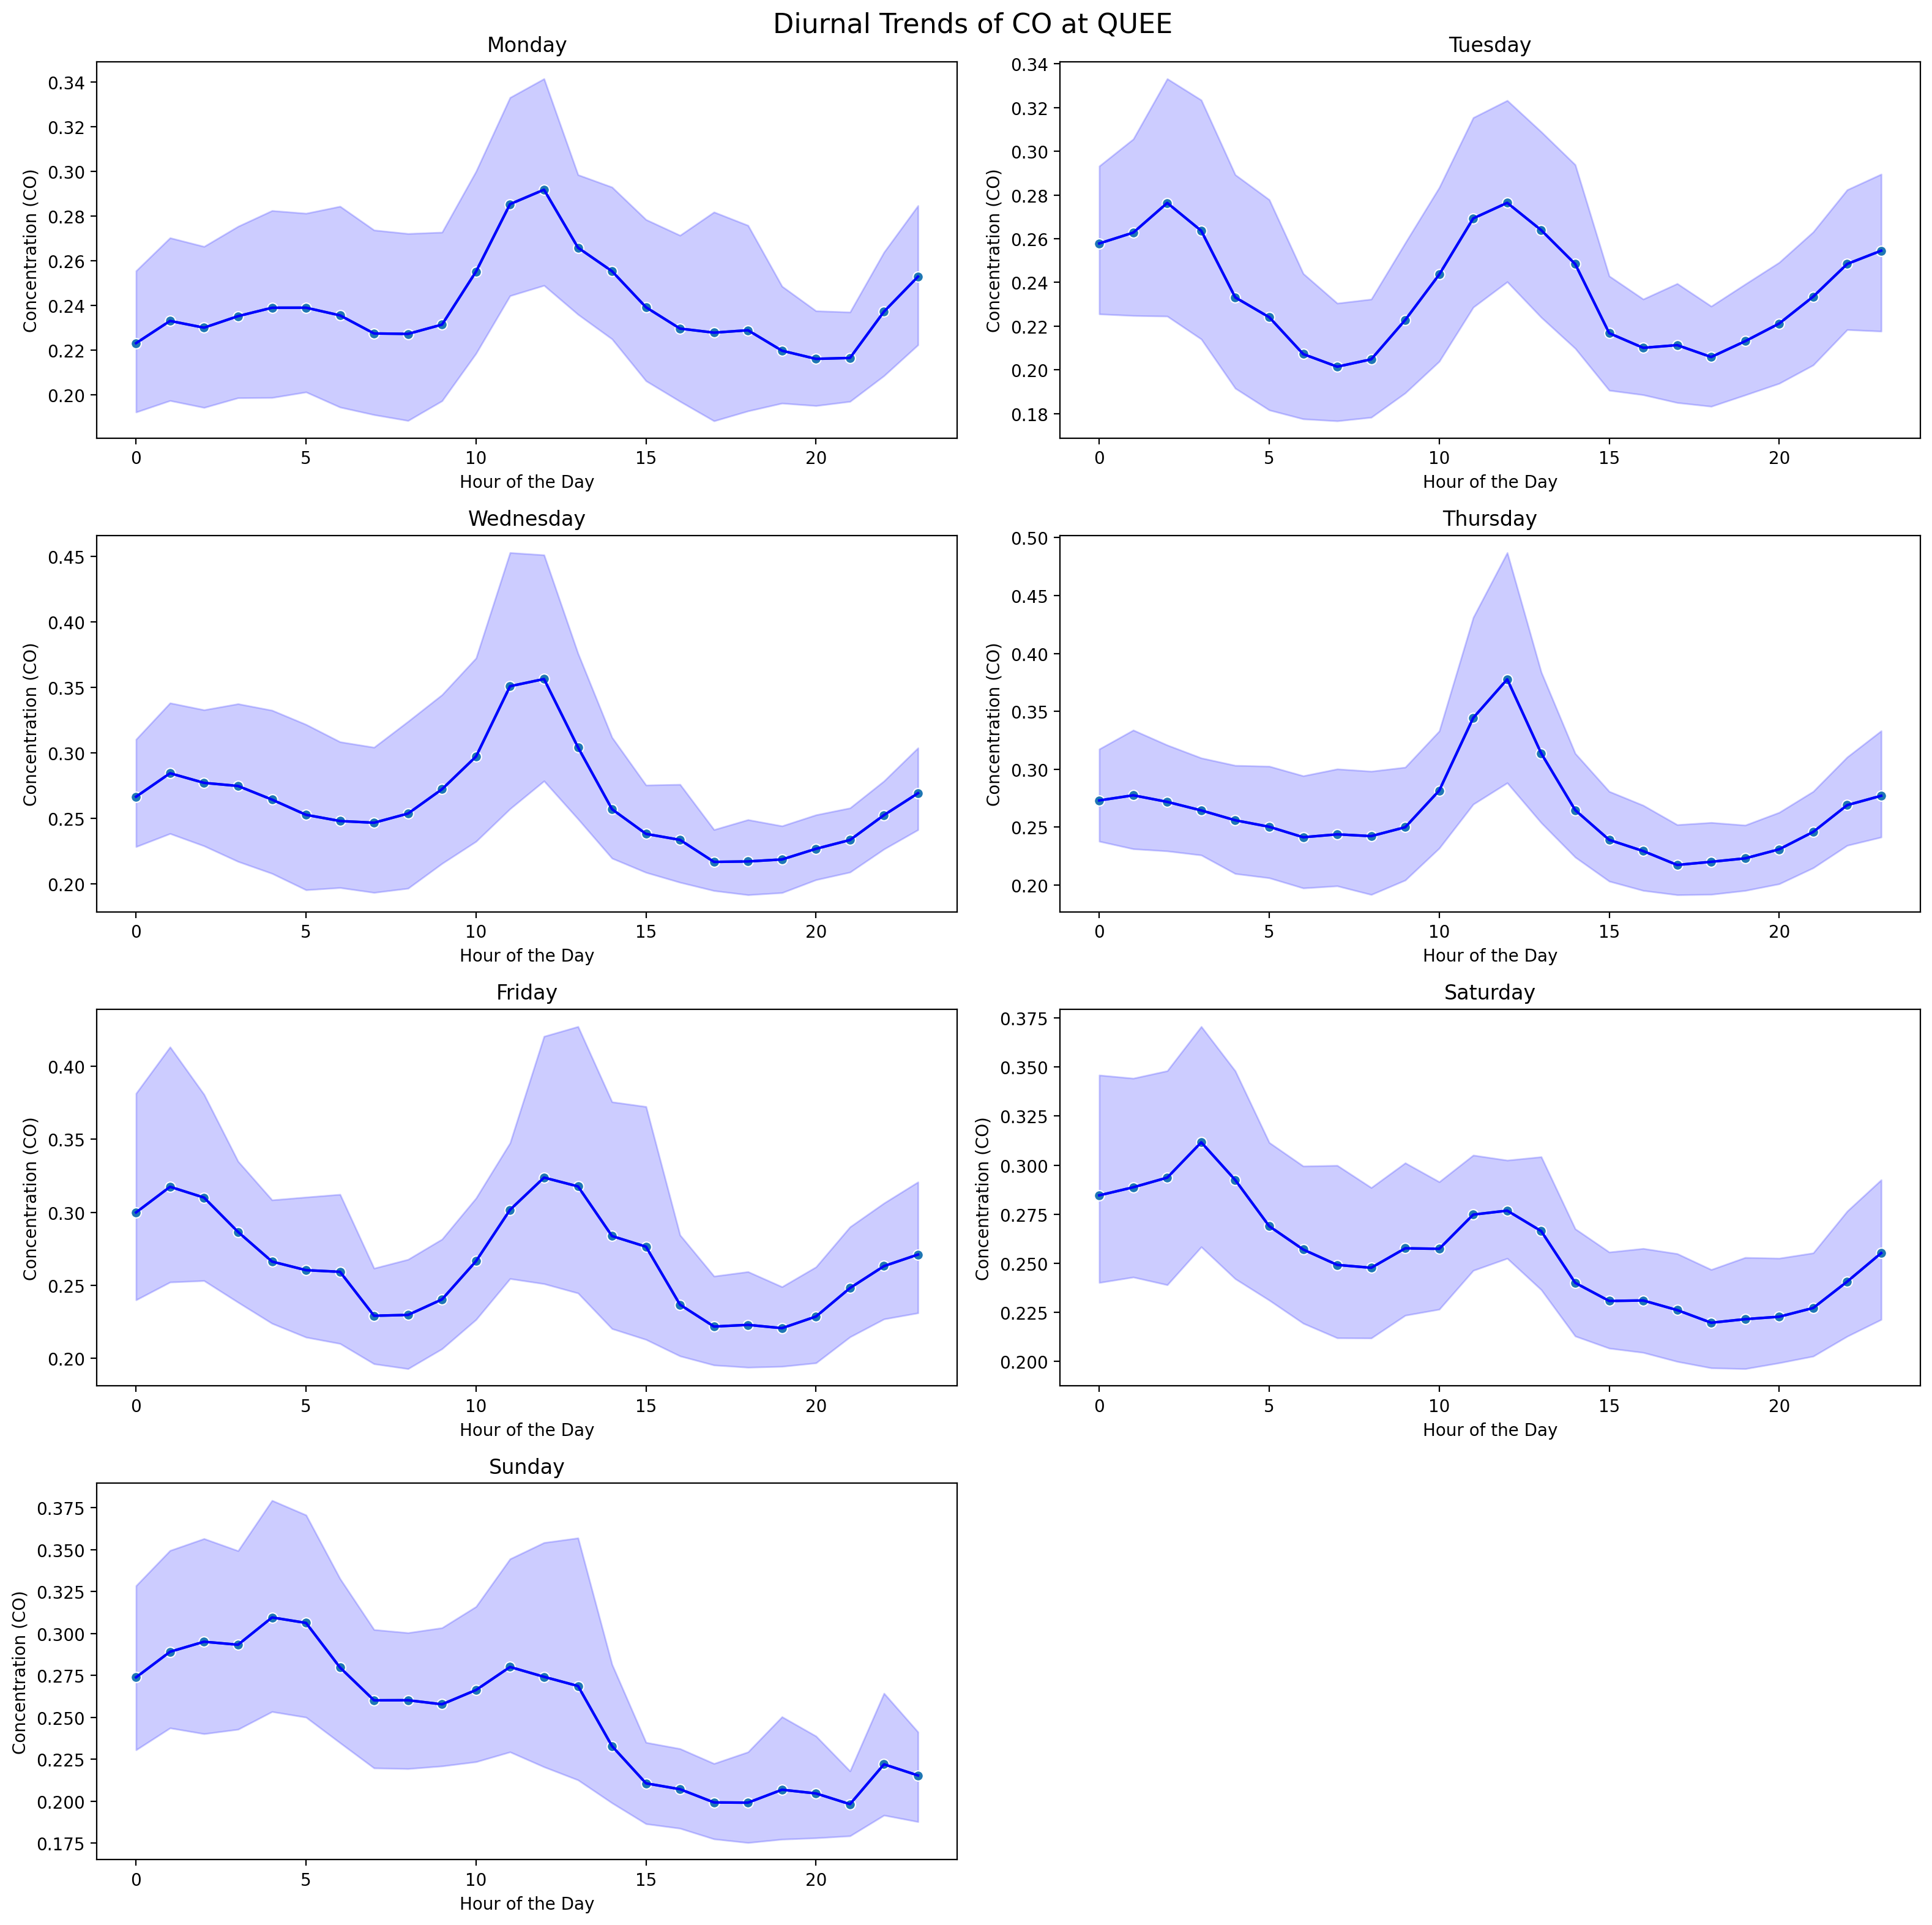 Diurnal Trends of CO at QUEE
Monday
Concentration (CO)
0.34
0.32
0.30
0.28
0.26
0.24
0.22
0.20
0 5 10 15 20
Hour of the Day
Tuesday
Concentration (CO)
0.34
0.32
0.30
0.28
0.26
0.24
0.22
0.20
0.18
0 5 10 15 20
Hour of the Day
Wednesday
Concentration (CO)
0.45
0.40
0.35
0.30
0.25
0.20
0 5 10 15 20
Hour of the Day
Thursday
Concentration (CO)
0.50
0.45
0.40
0.35
0.30
0.25
0.20
0 5 10 15 20
Hour of the Day
Friday
Concentration (CO)
0.40
0.35
0.30
0.25
0.20
0 5 10 15 20
Hour of the Day
Saturday
Concentration (CO)
0.375
0.350
0.325
0.300
0.275
0.250
0.225
0.200
0 5 10 15 20
Hour of the Day
Sunday
Concentration (CO)
0.375
0.350
0.325
0.300
0.275
0.250
0.225
0.200
0.175
0 5 10 15 20
Hour of the Day